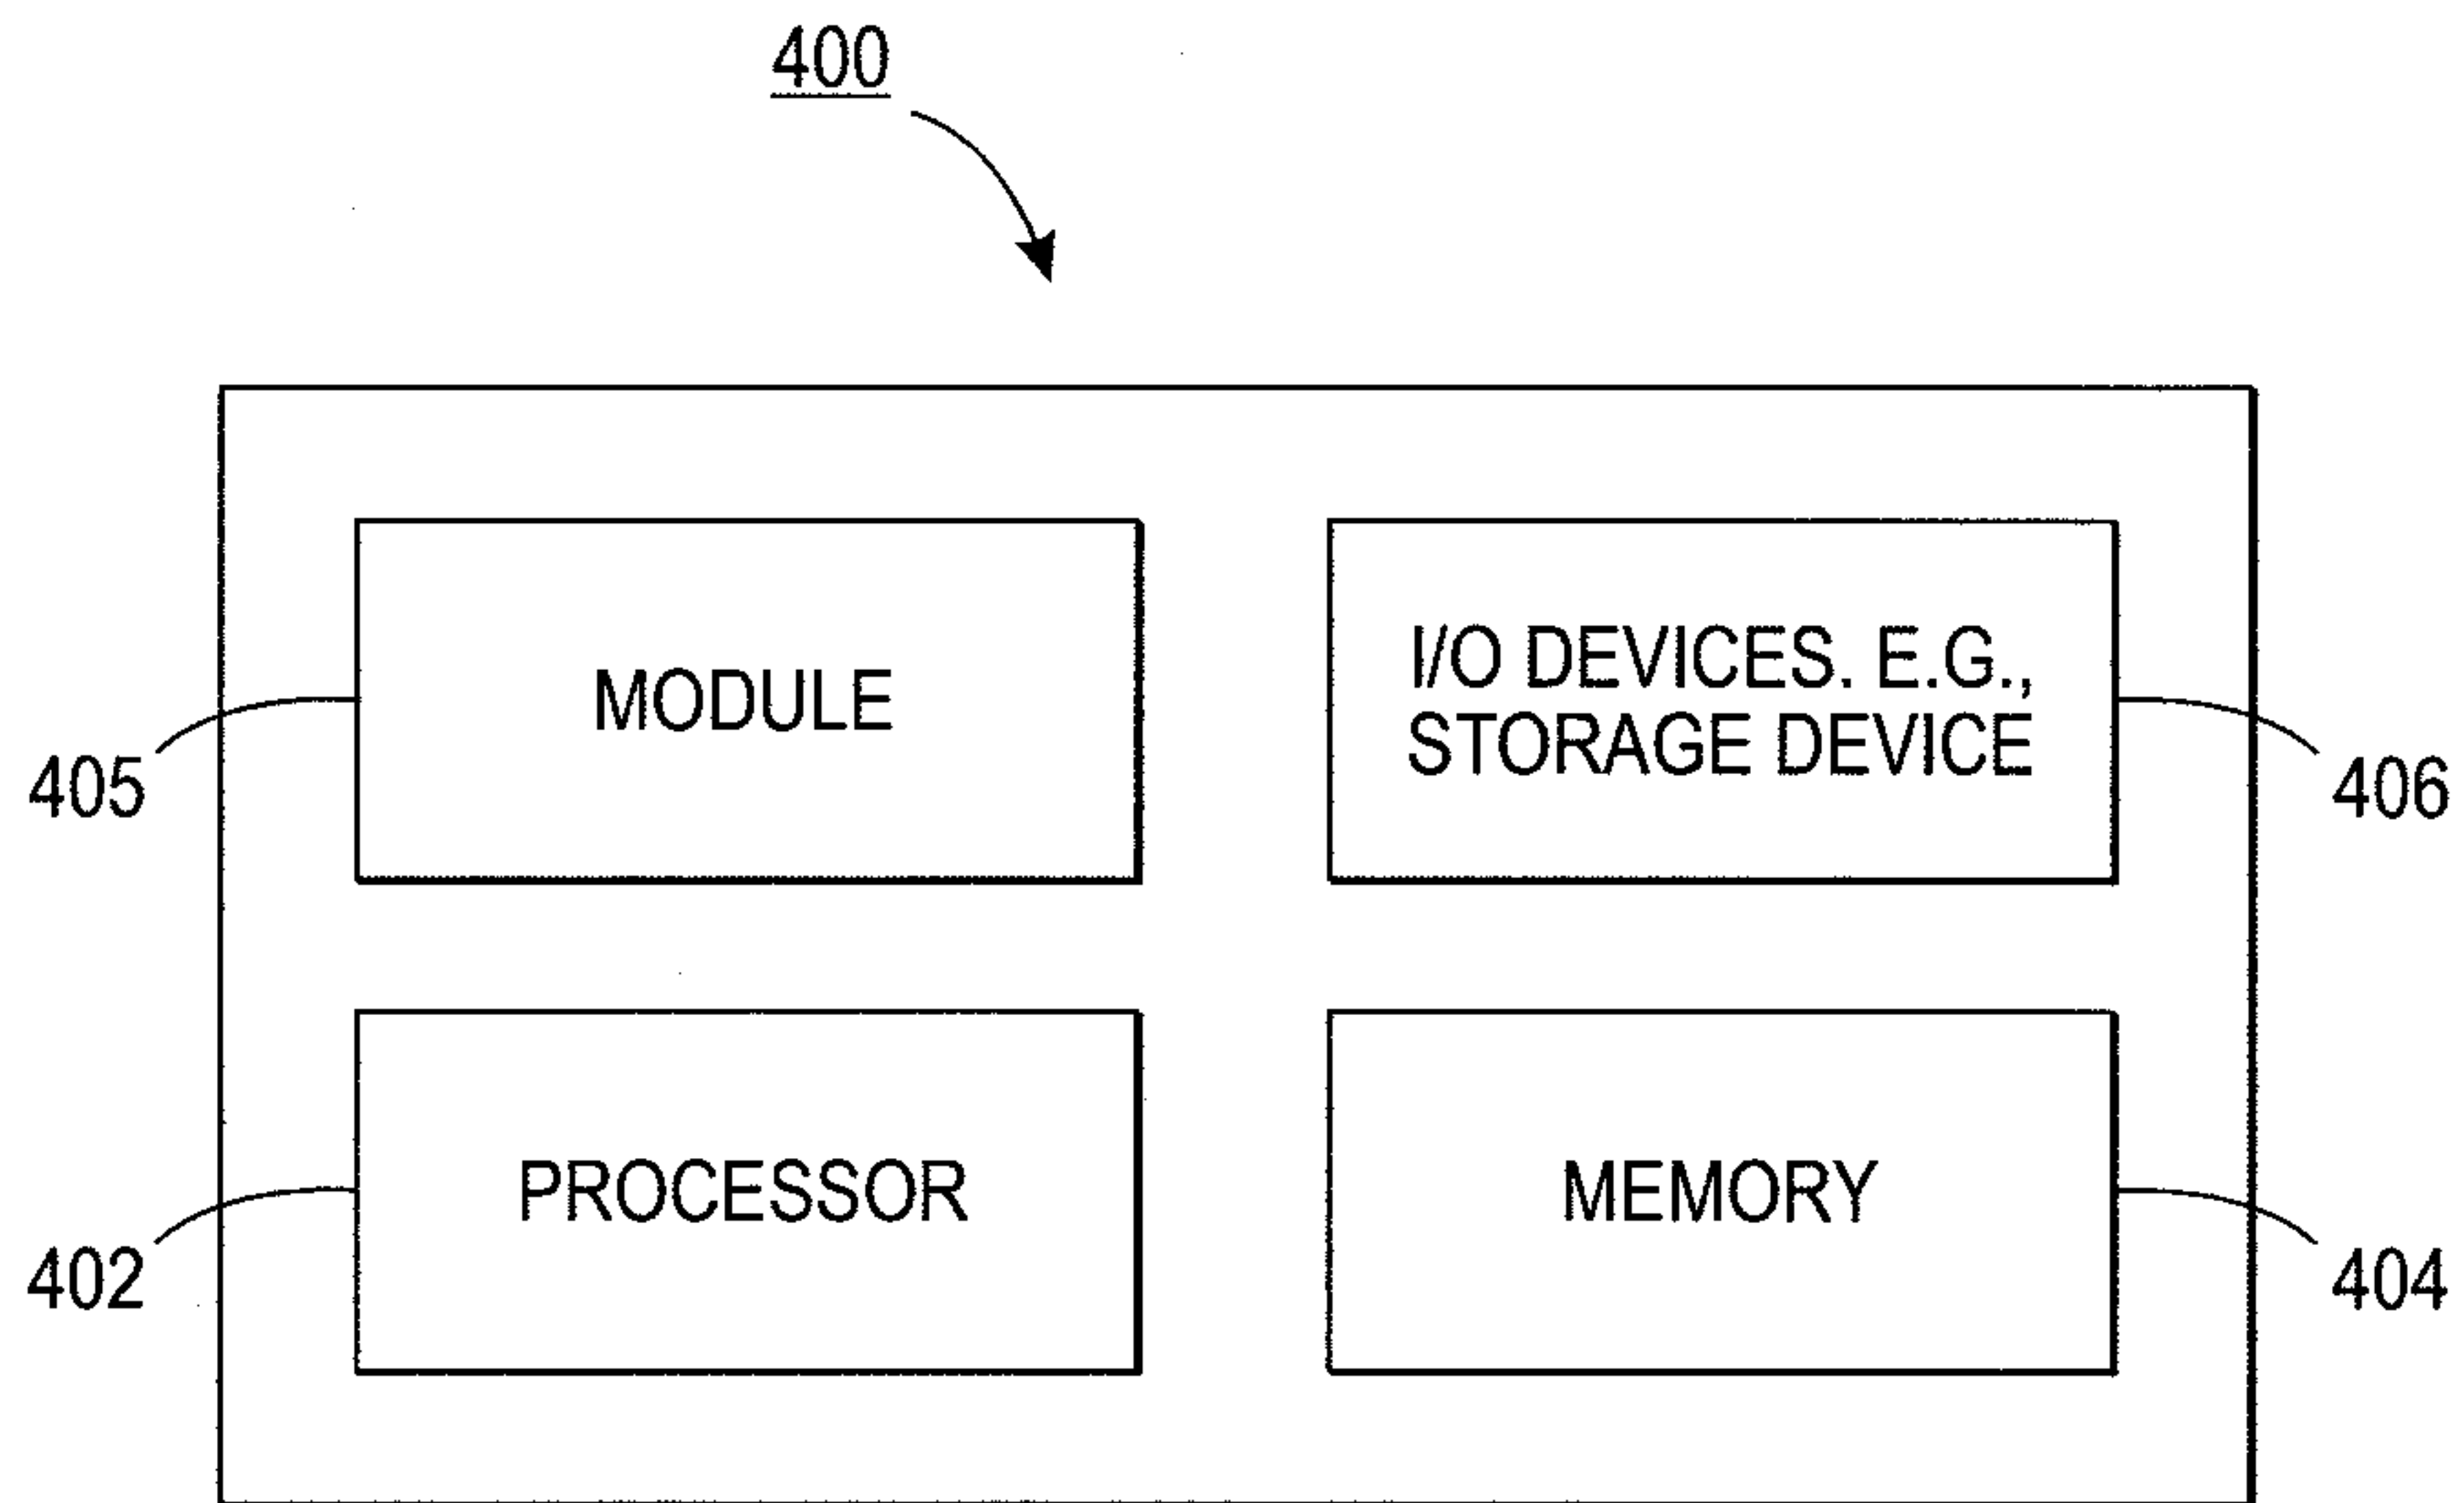 400
MODULE
I/O DEVICES. E.G.,
STORAGE DEVICE
405
406
PROCESSOR
MEMORY
402
404